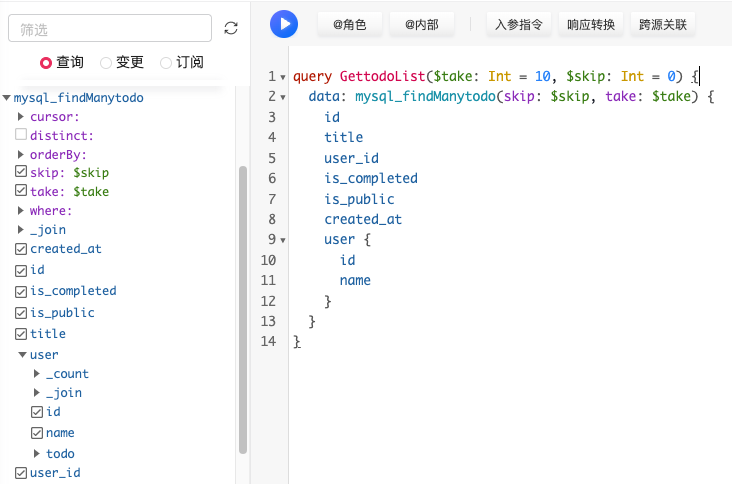 筛选
查询 变更 订阅
mysql_findManytodo
cursor:
distinct:
orderBy:
skip: $skip
take: $take
where:
_join
created_at
id
is_completed
is_public
title
user
_count
_join
id
name
todo
user_id
@角色 @内部 入参指令 响应转换 跨源关联
1 query GettodoList($take: Int = 10, $skip: Int = 0) {
2 data: mysql_findManytodo(skip: $skip, take: $take) {
3 id
4 title
5 user_id
6 is_completed
7 is_public
8 created_at
9 user {
10 id
11 name
12 }
13 }
14 }